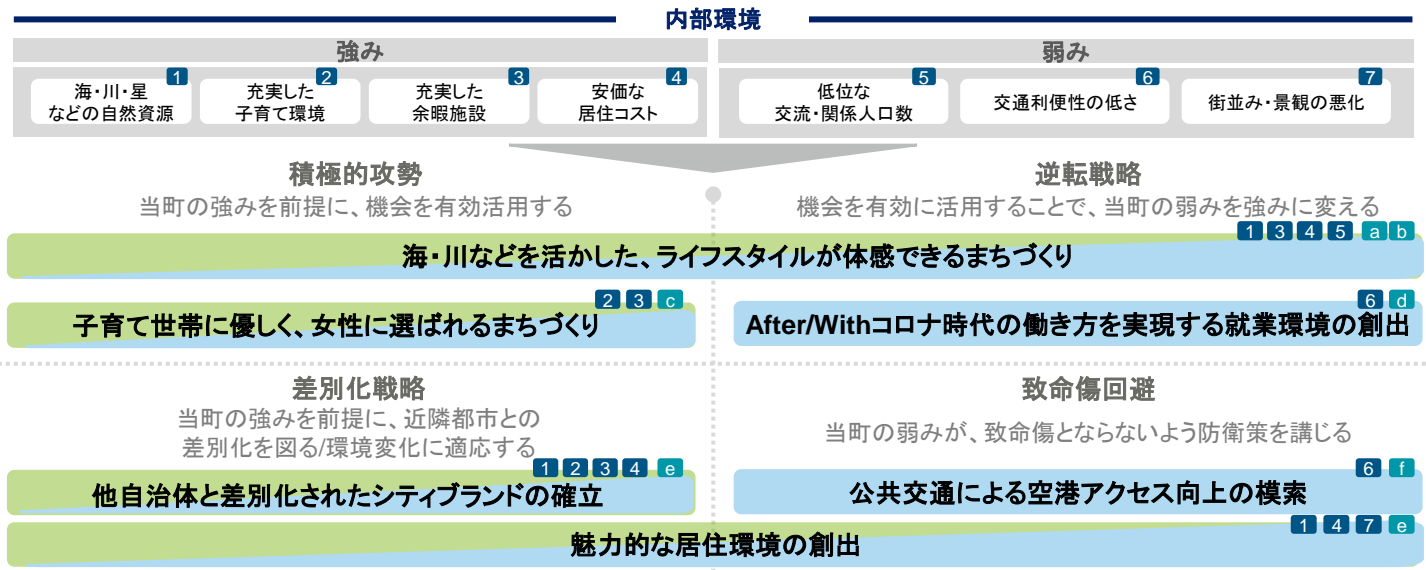 内部環境
強み
弱み
1
海・川・星
などの自然資源
2
充実した
子育て環境
3
充実した
余暇施設
4
安価な
居住コスト
5
低位な
交流・関係人口数
6
交通利便性の低さ
7
街並み・景観の悪化
積極的攻勢
当町の強みを前提に、機会を有効活用する
逆転戦略
機会を有効に活用することで、当町の弱みを強みに変える
1 3 4 5 a b
海・川などを活かした、ライフスタイルが体感できるまちづくり
2 3 c
子育て世帯に優しく、女性に選ばれるまちづくり
6 d
After/Withコロナ時代の働き方を実現する就業環境の創出
差別化戦略
当町の強みを前提に、近隣都市との
差別化を図る/環境変化に適応する
致命傷回避
当町の弱みが、致命傷とならないよう防衛策を講じる
1 2 3 4 e
他自治体と差別化されたシティブランドの確立
6 f
公共交通による空港アクセス向上の模索
1 4 7 e
魅力的な居住環境の創出